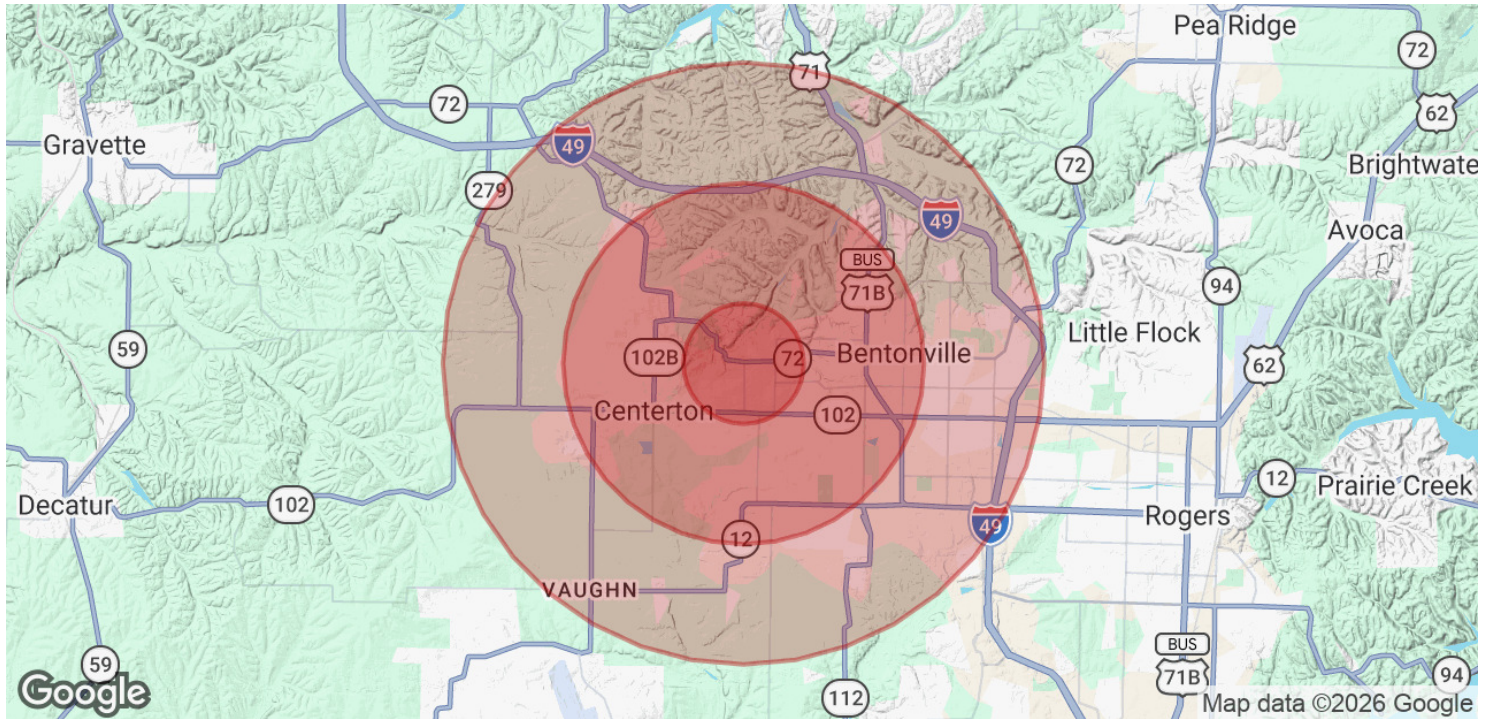 Pea Ridge
71
72
62
72
Gravette
49
72
Brightwate
279
49
Avoca
BUS
71B
94
Little Flock
59
102B
72
Bentonville
62
Centerton
102
12
Prairie Creek
Decatur
102
Rogers
49
12
VAUGHN
BUS
71B
59
94
112
Google
Map data ©2026 Google